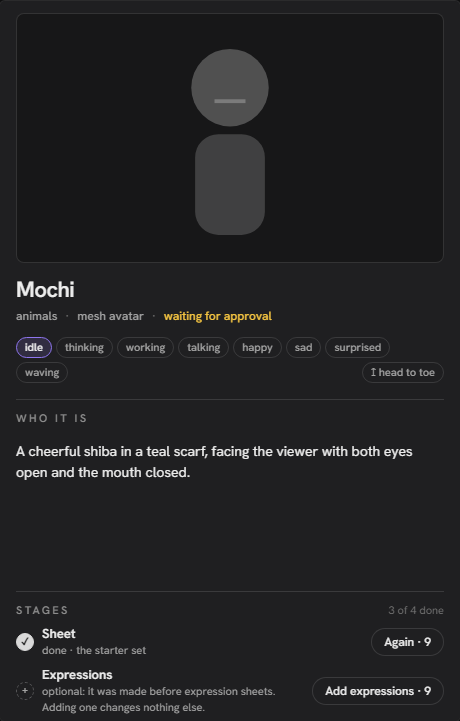 Mochi
animals · mesh avatar · waiting for approval
idle thinking working talking happy sad surprised
waving ↕ head to toe
WHO IT IS
A cheerful shiba in a teal scarf, facing the viewer with both eyes
open and the mouth closed.
STAGES 3 of 4 done
Sheet
done · the starter set
Again · 9
Expressions
optional: it was made before expression sheets.
Adding one changes nothing else.
Add expressions · 9